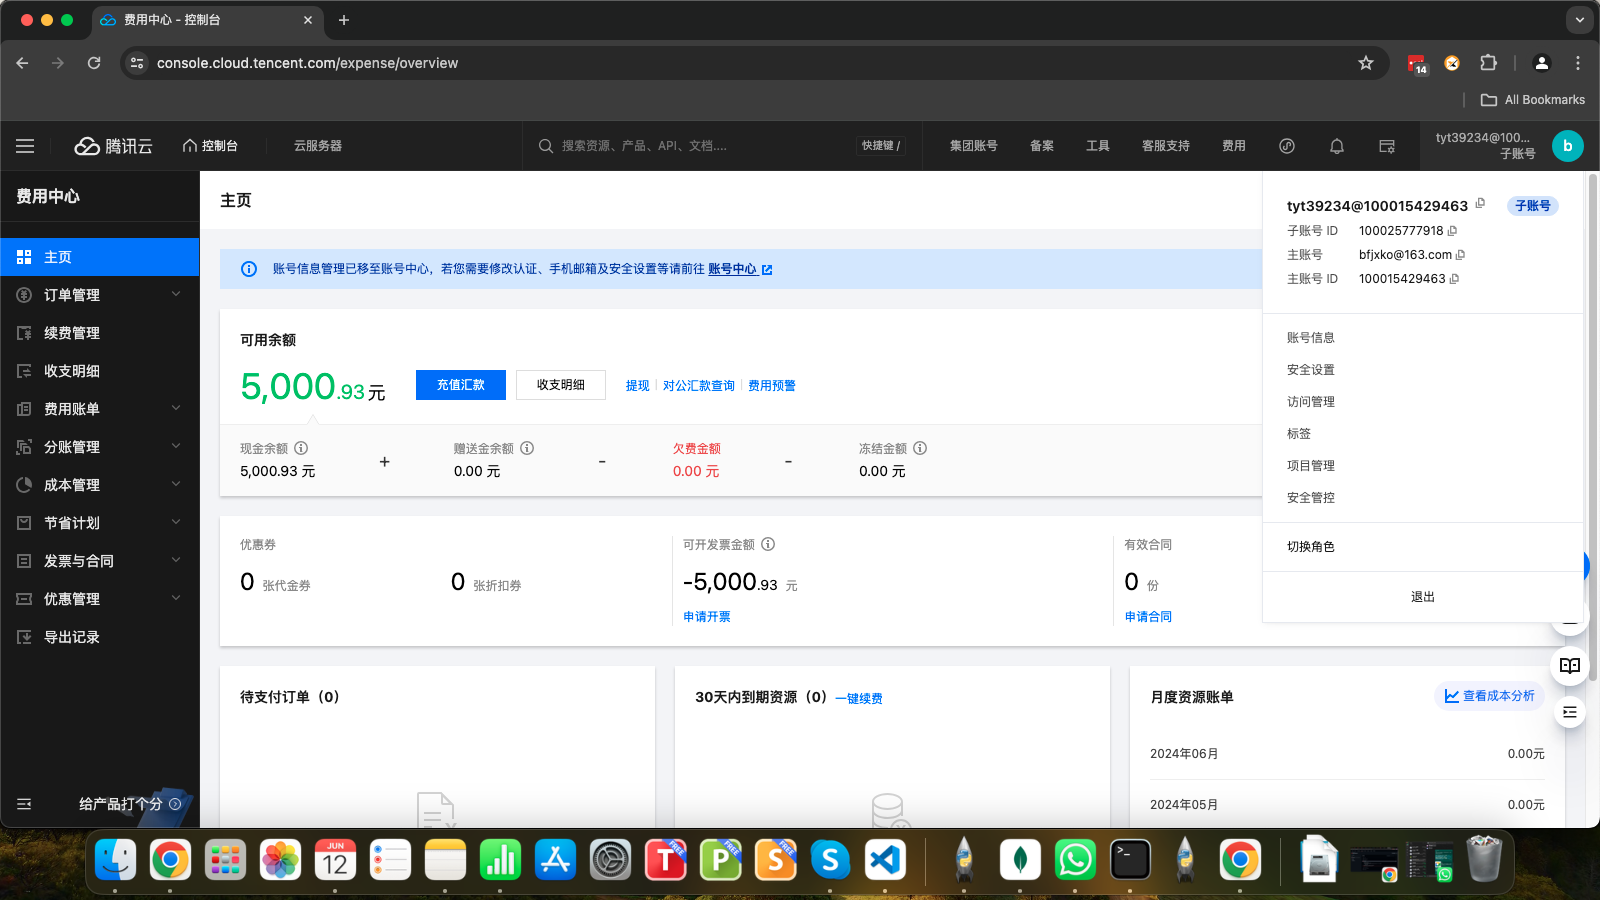 费用中心 - 控制台
console.cloud.tencent.com/expense/overview
14
All Bookmarks
腾讯云
控制台
云服务器
搜索资源、产品、API、文档....
快捷键 /
集团账号
备案
工具
客服支持
费用
tyt39234@100...
子账号
b
费用中心
主页
订单管理
续费管理
收支明细
费用账单
分账管理
成本管理
节省计划
发票与合同
优惠管理
导出记录
给产品打个分
主页
账号信息管理已移至账号中心，若您需要修改认证、手机邮箱及安全设置等请前往 账号中心
可用余额
5,000.93 元
充值汇款
收支明细
提现
对公汇款查询
费用预警
现金余额
5,000.93 元
+
赠送金余额
0.00 元
-
欠费金额
0.00 元
-
冻结金额
0.00 元
优惠券
0 张代金券
0 张折扣券
可开发票金额
-5,000.93 元
申请开票
有效合同
0 份
申请合同
待支付订单（0）
30天内到期资源（0） 一键续费
月度资源账单
查看成本分析
2024年06月 0.00元
2024年05月 0.00元
tyt39234@100015429463
子账号
子账号 ID 100025777918
主账号 bfjxko@163.com
主账号 ID 100015429463
账号信息
安全设置
访问管理
标签
项目管理
安全管控
切换角色
退出
JUN
12
T FREE
P FREE
S FREE
S
>_